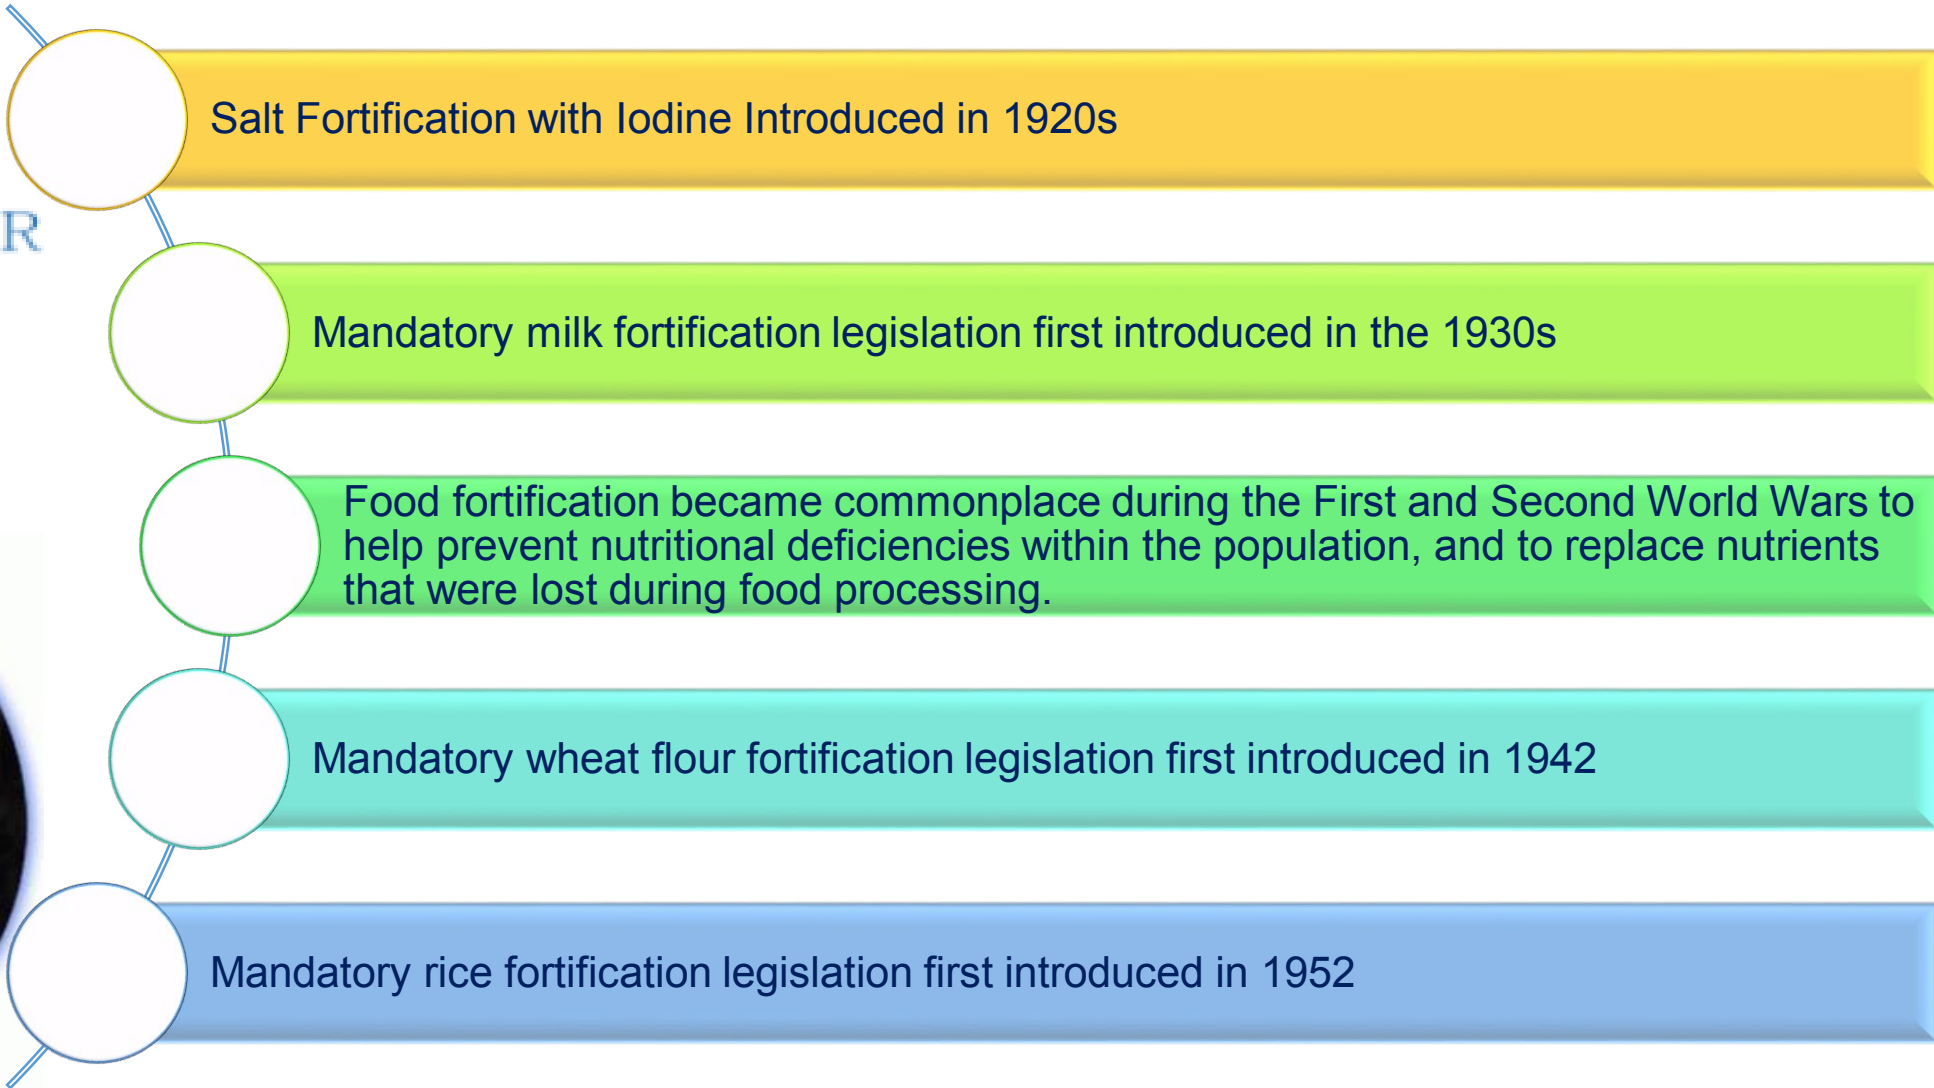 Salt Fortification with Iodine Introduced in 1920s
R
Mandatory milk fortification legislation first introduced in the 1930s
Food fortification became commonplace during the First and Second World Wars to
help prevent nutritional deficiencies within the population, and to replace nutrients
that were lost during food processing.
Mandatory wheat flour fortification legislation first introduced in 1942
Mandatory rice fortification legislation first introduced in 1952